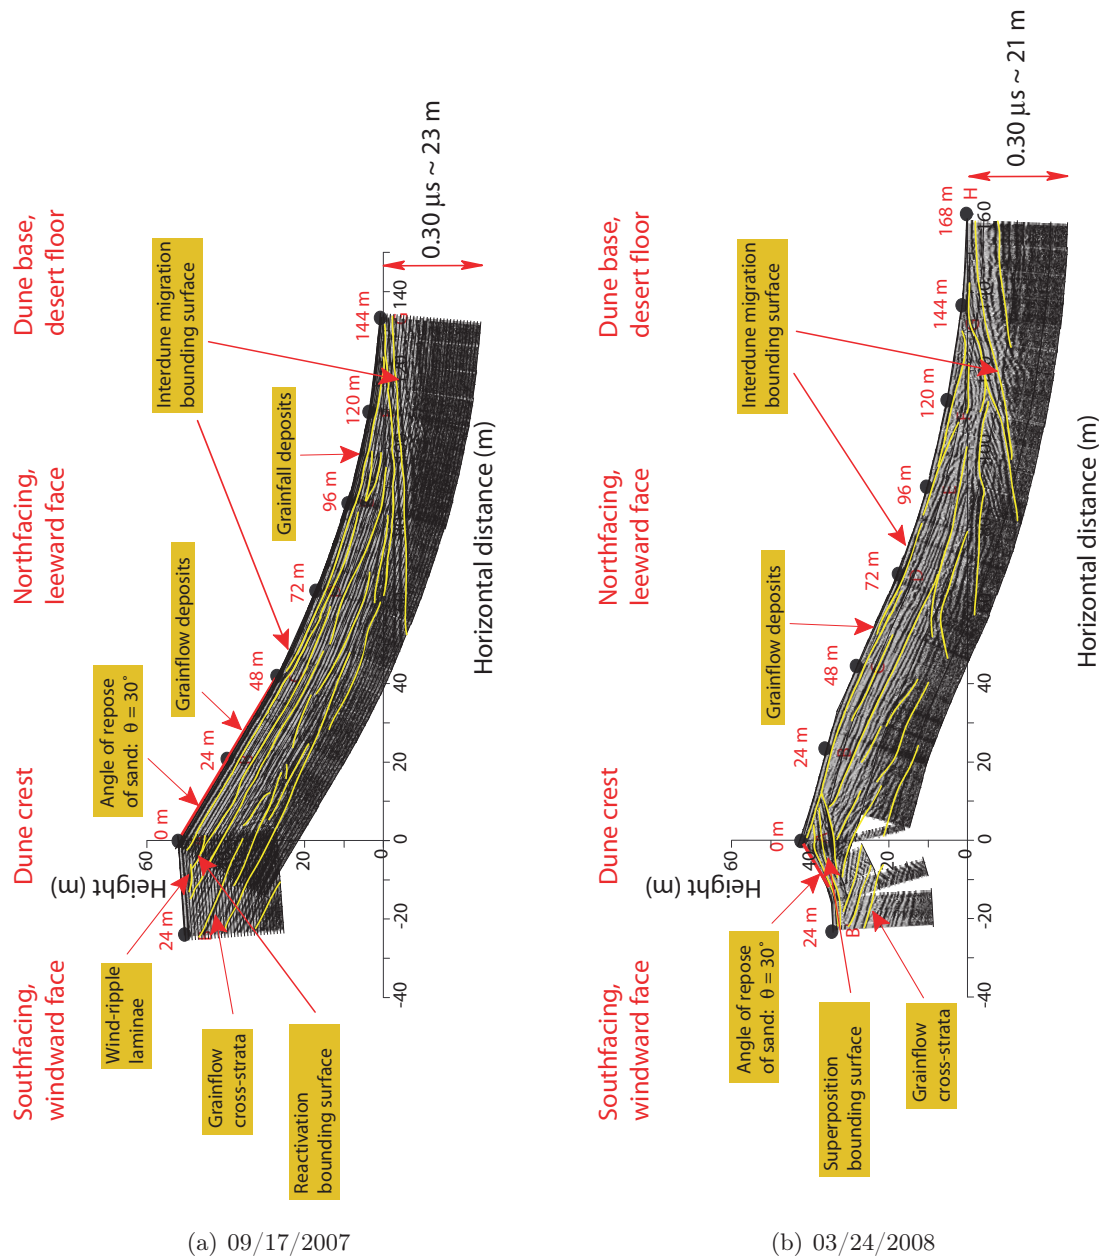 Southfacing,
windward face
Dune crest
Northfacing,
leeward face
Dune base,
desert floor
Wind-ripple
laminae
Grainflow
cross-strata
Reactivation
bounding surface
Angle of repose
of sand: θ = 30°
Grainflow deposits
Grainfall deposits
Interdune migration
bounding surface
24 m
0 m
24 m
48 m
72 m
96 m
120 m
144 m
Height (m)
60
20
0
-40
-20
0
20
40
140
Horizontal distance (m)
0.30 μs ~ 23 m
(a) 09/17/2007
Southfacing,
windward face
Dune crest
Northfacing,
leeward face
Dune base,
desert floor
Angle of repose
of sand: θ = 30°
Superposition
bounding surface
Grainflow
cross-strata
Grainflow deposits
Interdune migration
bounding surface
24 m
0 m
24 m
48 m
72 m
96 m
120 m
144 m
168 m
B
H
Height (m)
60
40
20
0
-40
-20
0
20
40
160
Horizontal distance (m)
0.30 μs ~ 21 m
(b) 03/24/2008